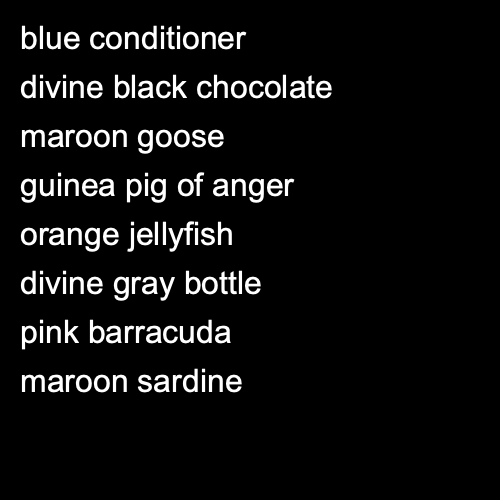 blue conditioner
divine black chocolate
maroon goose
guinea pig of anger
orange jellyfish
divine gray bottle
pink barracuda
maroon sardine